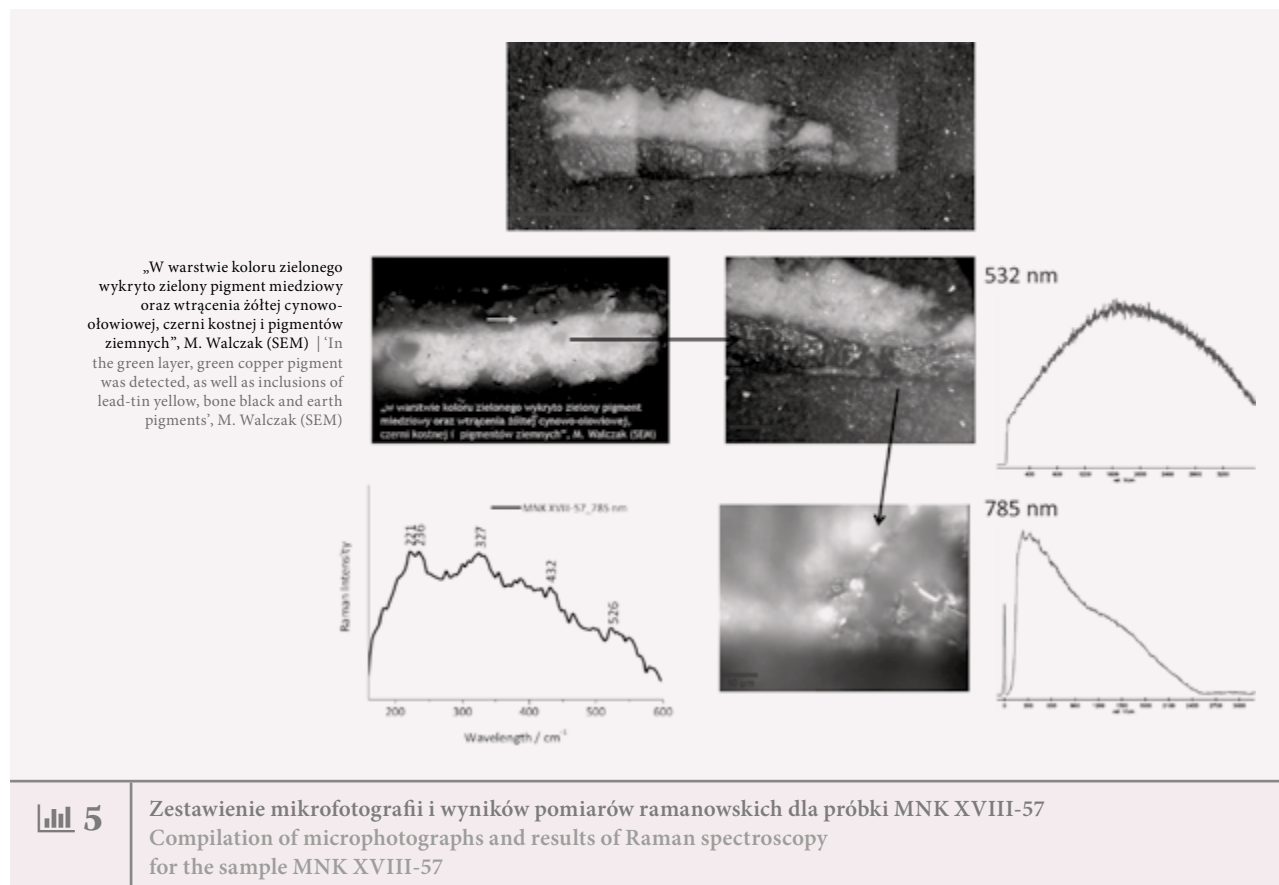 „W warstwie koloru zielonego
wykryto zielony pigment miedziowy
oraz wtrącenia żółtej cynowo-
ołowiowej, czerni kostnej i pigmentów
ziemnych”, M. Walczak (SEM) | ‘In
the green layer, green copper pigment
was detected, as well as inclusions of
lead-tin yellow, bone black and earth
pigments’, M. Walczak (SEM)
„w warstwie koloru zielonego wykryto zielony pigment
miedziowy oraz wtrącenia żółtej cynowo-ołowiowej,
czerni kostnej i pigmentów ziemnych”, M. Walczak (SEM)
532 nm
785 nm
MNK XVIII-57_785 nm
221
236
327
432
526
Raman Intensity
200 300 400 500 600
Wavelength / cm⁻¹
5
Zestawienie mikrofotografii i wyników pomiarów ramanowskich dla próbki MNK XVIII-57
Compilation of microphotographs and results of Raman spectroscopy
for the sample MNK XVIII-57